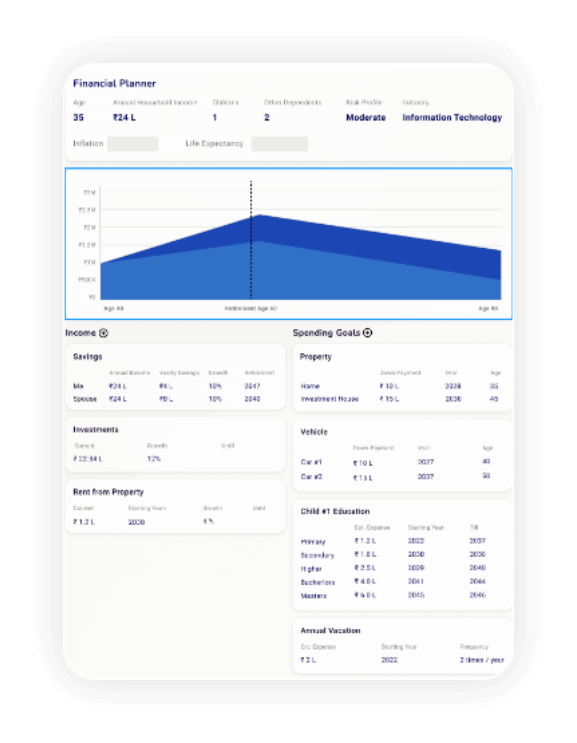 Financial Planner
Age Annual Household Income Children Other Dependents Risk Profile Industry
35 ₹24 L 1 2 Moderate Information Technology
Inflation Life Expectancy
₹3M
₹2.5M
₹2M
₹1.5M
₹1M
₹500K
₹0
Age 40 Retirement Age 60 Age 90
Income
Spending Goals
Savings
Annual Income Yearly Savings Growth Retirement
Me ₹24 L ₹4 L 10% 2047
Spouse ₹24 L ₹8 L 10% 2040
Investments
Current Growth Until
₹ 22.34 L 12%
Rent from Property
Current Starting From Growth Until
₹ 1.2 L 2030 4 %
Property
Down Payment Year Age
Home ₹ 10 L 2028 35
Investment House ₹ 15 L 2036 45
Vehicle
Down Payment Year Age
Car #1 ₹ 10 L 2027 40
Car #2 ₹ 15 L 2037 50
Child #1 Education
Est. Expense Starting Year Till
Primary ₹ 1.2 L 2022 2037
Secondary ₹ 1.8 L 2030 2038
Higher ₹ 2.5 L 2039 2040
Bachelors ₹ 4.0 L 2041 2044
Masters ₹ 6.0 L 2045 2046
Annual Vacation
Est. Expense Starting Year Frequency
₹ 2 L 2022 2 times / year